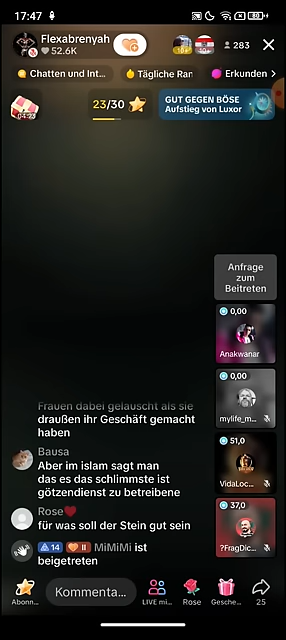 17:47
80
Flexabrenyah
52.6K
283
Chatten und Int...
Tägliche Ran
Erkunden
04:23
23/30
GUT GEGEN BÖSE
Aufstieg von Luxor
Anfrage
zum
Beitreten
0,00
Anakwanar
0,00
mylife_m...
51,0
VidaLoc...
37,0
?FragDic...
Frauen dabei gelauscht als sie
draußen ihr Geschäft gemacht
haben
Bausa
Aber im islam sagt man
das es das schlimmste ist
götzendienst zu betreibene
Rose
für was soll der Stein gut sein
14 II MiMiMi ist
beigetreten
Kommenta...
Abonn...
LIVE mi...
Rose
Gesche...
25